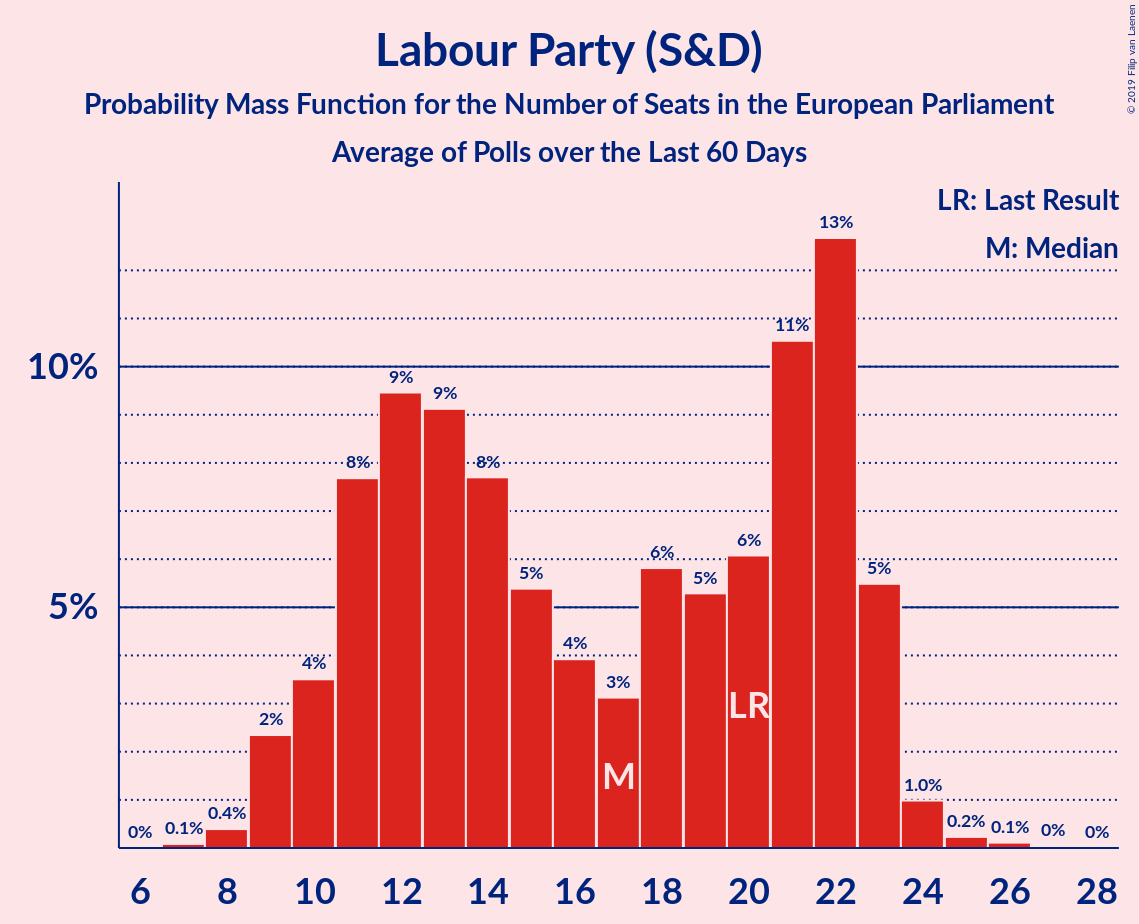 Labour Party (S&D)
Probability Mass Function for the Number of Seats in the European Parliament
Average of Polls over the Last 60 Days
© 2019 Filip van Laenen
LR: Last Result
M: Median
10%
5%
0% 0.1% 0.4% 2% 4% 8% 9% 9% 8% 5% 4% 3% 6% 5% 6% 11% 13% 5% 1.0% 0.2% 0.1% 0% 0%
M LR
6 8 10 12 14 16 18 20 22 24 26 28